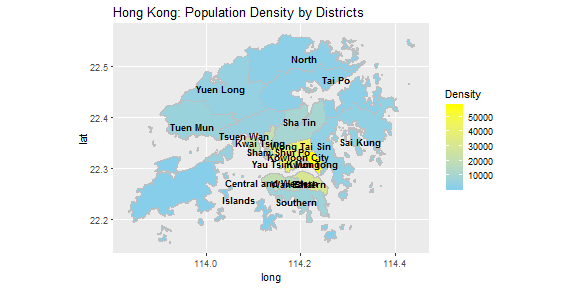 Hong Kong: Population Density by Districts
22.5
22.4
22.3
22.2
lat
North
Tai Po
Yuen Long
Sha Tin
Tuen Mun
Tsuen Wan
Kwai Tsing
Wong Tai Sin
Sai Kung
Sham Shui Po
Kowloon City
Yau Tsim Mong
Kwun Tong
Central and Western
Wan Chai
Eastern
Islands
Southern
114.0
114.2
114.4
long
Density
50000
40000
30000
20000
10000